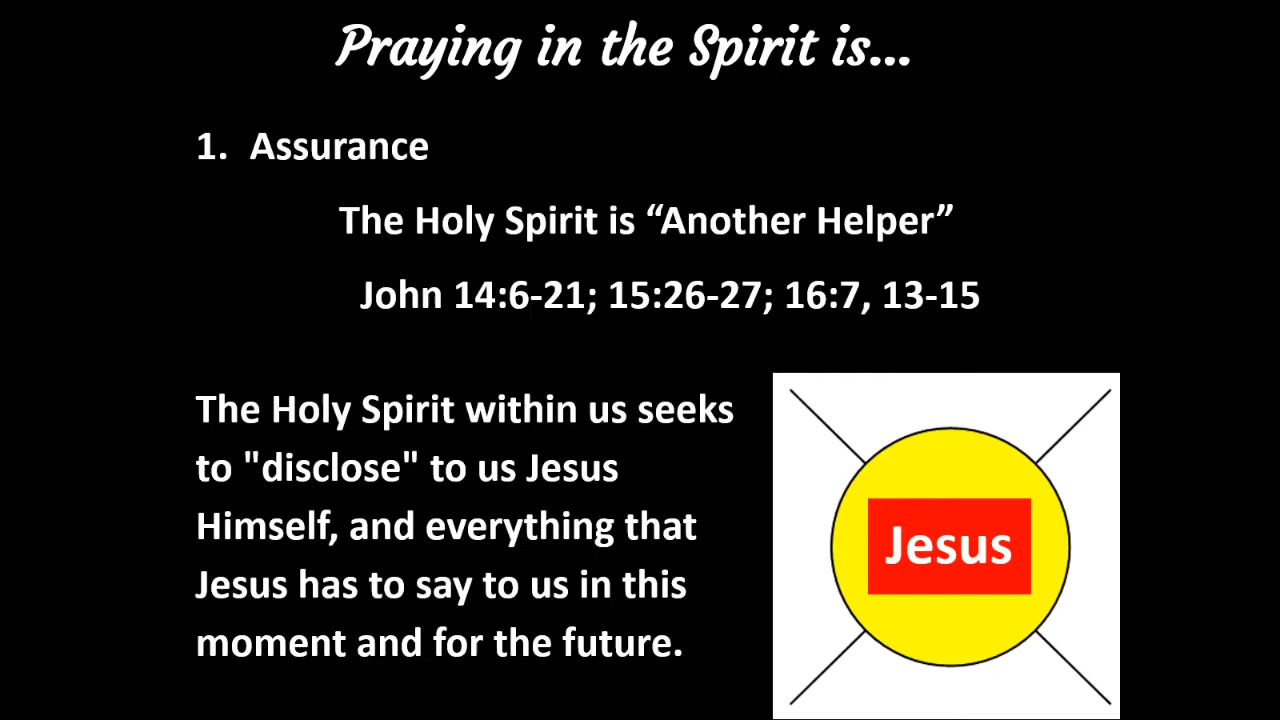 Praying in the Spirit is...
1. Assurance
The Holy Spirit is “Another Helper”
John 14:6-21; 15:26-27; 16:7, 13-15
The Holy Spirit within us seeks
to "disclose" to us Jesus
Himself, and everything that
Jesus has to say to us in this
moment and for the future.
Jesus